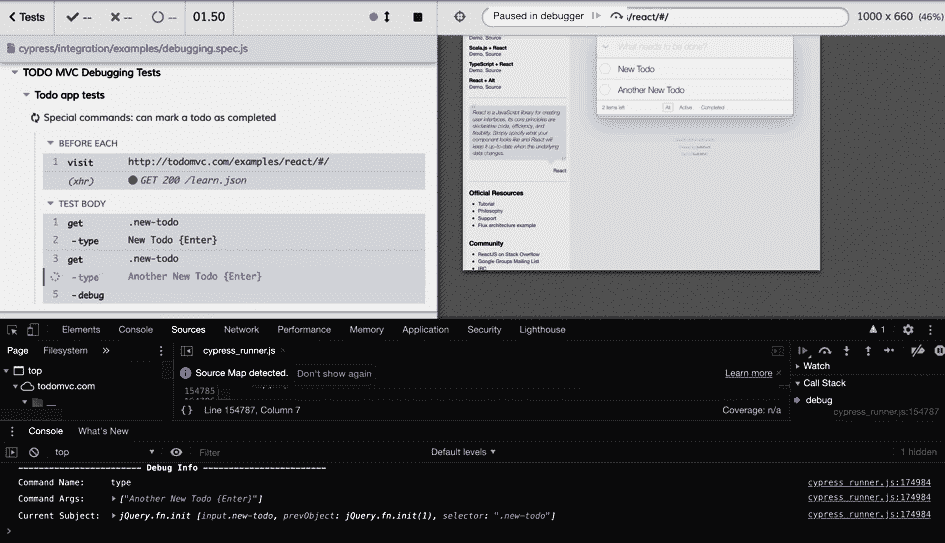 Tests -- -- -- 01.50
Paused in debugger :/react/#/ 1000 x 660 (46%)
cypress/integration/examples/debugging.spec.js
TODO MVC Debugging Tests
Todo app tests
Special commands: can mark a todo as completed
BEFORE EACH
1 visit http://todomvc.com/examples/react/#/
(xhr) GET 200 /learn.json
TEST BODY
1 get .new-todo
2 -type New Todo {Enter}
3 get .new-todo
-type Another New Todo {Enter}
5 -debug
Demo, Source
Scala.js + React
Demo, Source
TypeScript + React
Demo, Source
React + Alt
Demo, Source
React is a JavaScript library for creating
user interfaces. Its core principles are
declarative code, efficiency, and
flexibility. Simply specify what your
component looks like and React will
keep it up-to-date when the underlying
data changes.
React
Official Resources
Tutorial
Philosophy
Support
Flux architecture example
Community
ReactJS on Stack Overflow
Google Groups Mailing List
IRC
What needs to be done?
New Todo
Another New Todo
2 items left All Active Completed
Elements Console Sources Network Performance Memory Application Security Lighthouse 1
Page Filesystem » cypress_runner.js ×
top
todomvc.com
Source Map detected. Don't show again Learn more ×
154785
{} Line 154787, Column 7 Coverage: n/a
Watch
Call Stack
debug
cypress_runner.js:154787
Console What's New
top Filter Default levels 1 hidden
------------------------ Debug Info ------------------------
Command Name: type cypress_runner.js:174984
Command Args: ["Another New Todo {Enter}"] cypress_runner.js:174984
Current Subject: jQuery.fn.init [input.new-todo, prevObject: jQuery.fn.init(1), selector: ".new-todo"] cypress_runner.js:174984
>